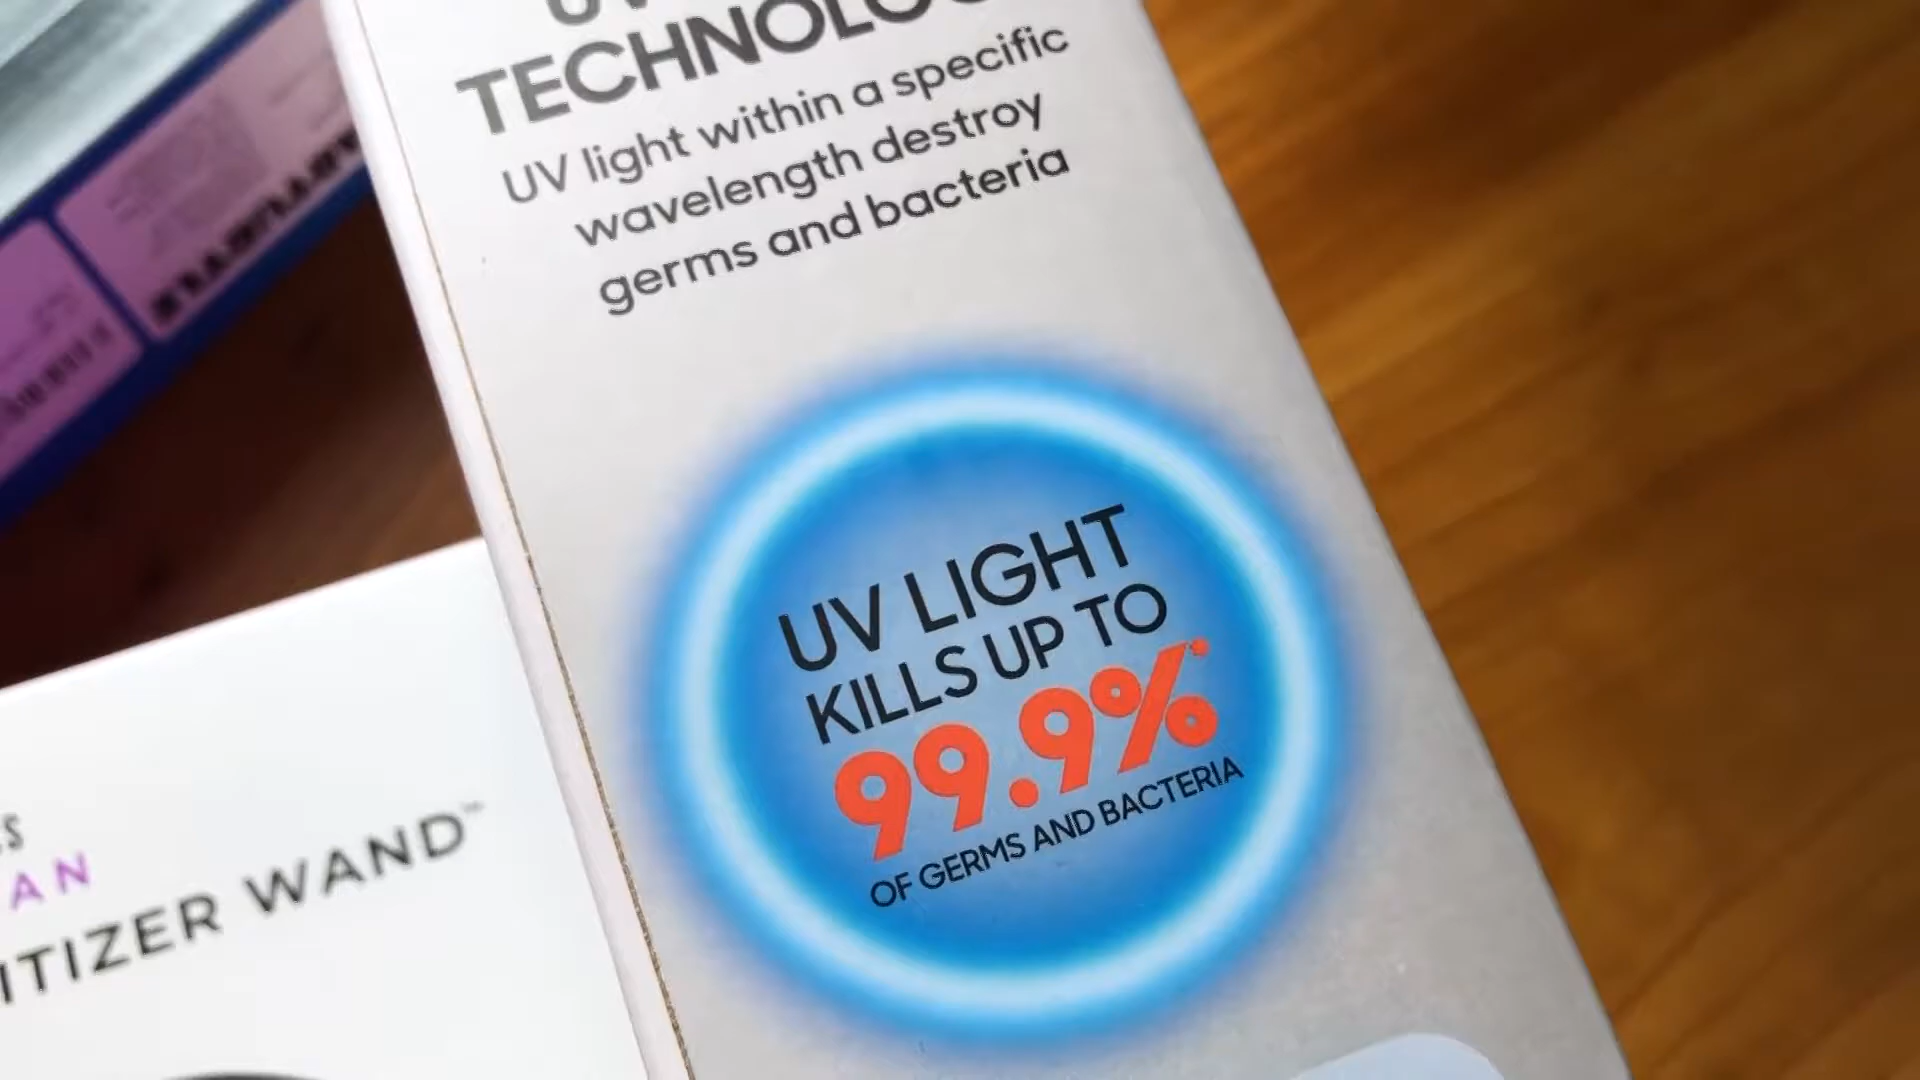 TECHNOLO
UV light within a specific
wavelength destroy
germs and bacteria
UV LIGHT
KILLS UP TO
99.9%*
OF GERMS AND BACTERIA
AN
ITIZER WAND™